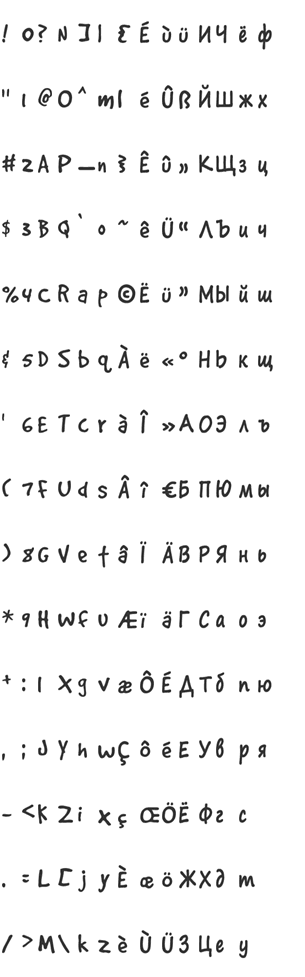 ! 0? N ] l { É ù ü И Ч ё ф
" 1 @ O ^ m | é Û ß Й Ш ж х
# 2 A P _ n } Ê û „ К Щ з ц
$ 3 B Q ` o ~ ê Ü “ Л Ъ и ч
% 4 C R a p © Ë ü ” М Ы й ш
& 5 D S b q À ë « ° Н Ь к щ
' 6 E T c r à Î » А О Э л ъ
( 7 F U d s Â î € Б П Ю м ы
) 8 G V e t â Ï Ä В Р Я н ь
* 9 H W f u Æ ï ä Г С а о э
+ : I X g v æ Ô É Д Т б п ю
, ; J Y h w Ç ô é Е У в р я
- < K Z i x ç Œ Ö Ё Ф г с
. = L [ j y È œ ö Ж Х д т
/ > M \ k z è Ù Ü З Ц е у